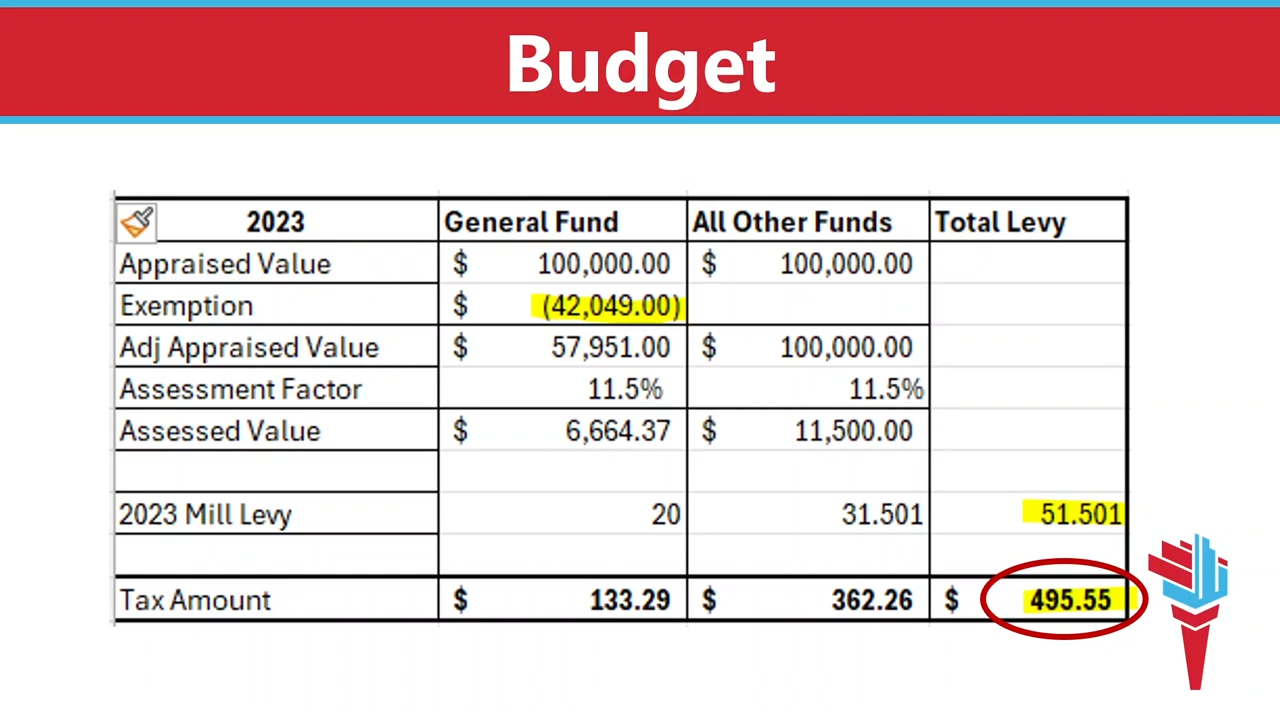 Budget
2023 General Fund All Other Funds Total Levy
Appraised Value $ 100,000.00 $ 100,000.00
Exemption $ (42,049.00)
Adj Appraised Value $ 57,951.00 $ 100,000.00
Assessment Factor 11.5% 11.5%
Assessed Value $ 6,664.37 $ 11,500.00
2023 Mill Levy 20 31.501 51.501
Tax Amount $ 133.29 $ 362.26 $ 495.55